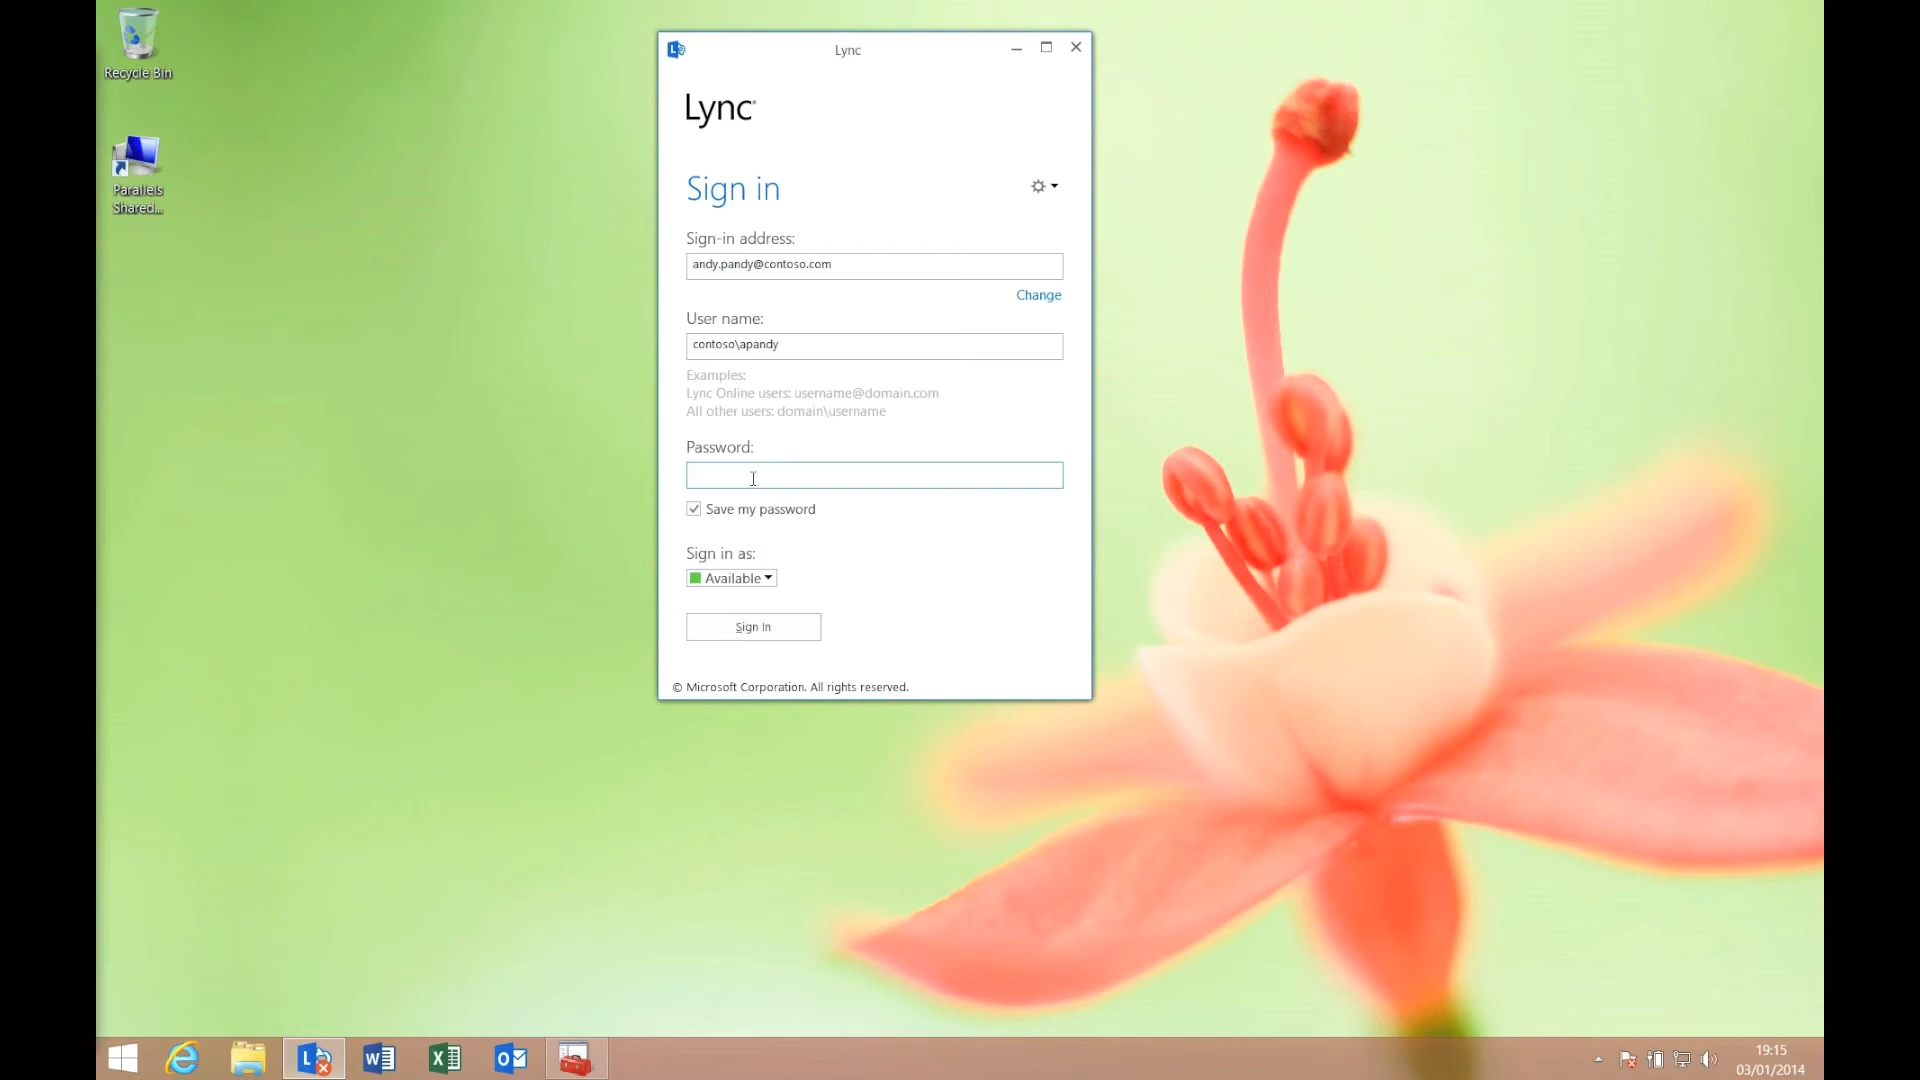 Recycle Bin
Parallels
Shared...
Lync
Lync
Sign in
Sign-in address:
andy.pandy@contoso.com
Change
User name:
contoso\apandy
Examples:
Lync Online users: username@domain.com
All other users: domain\username
Password:
Save my password
Sign in as:
Available
Sign In
© Microsoft Corporation. All rights reserved.
19:15
03/01/2014